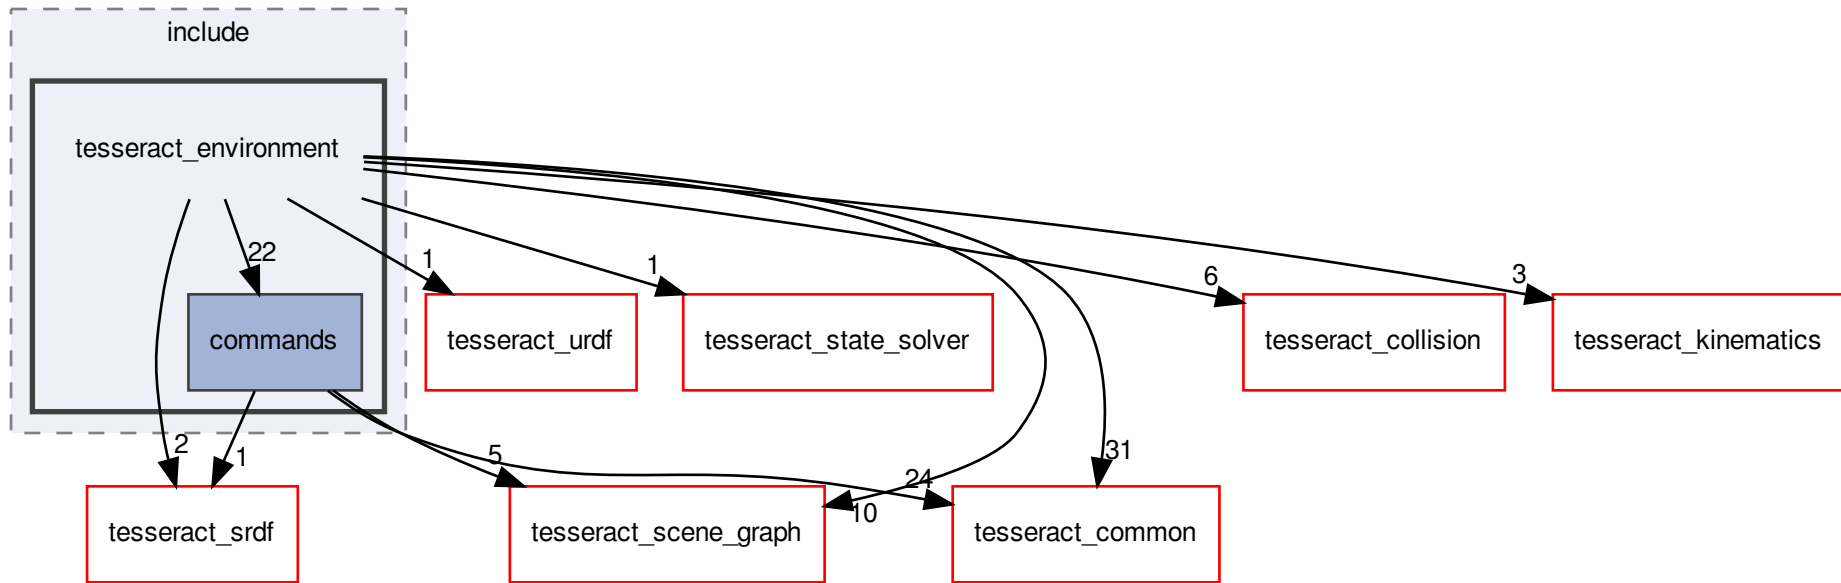 include
tesseract_environment
22
1
1
6
3
commands
tesseract_urdf
tesseract_state_solver
tesseract_collision
tesseract_kinematics
2
1
5
24
10
31
tesseract_srdf
tesseract_scene_graph
tesseract_common